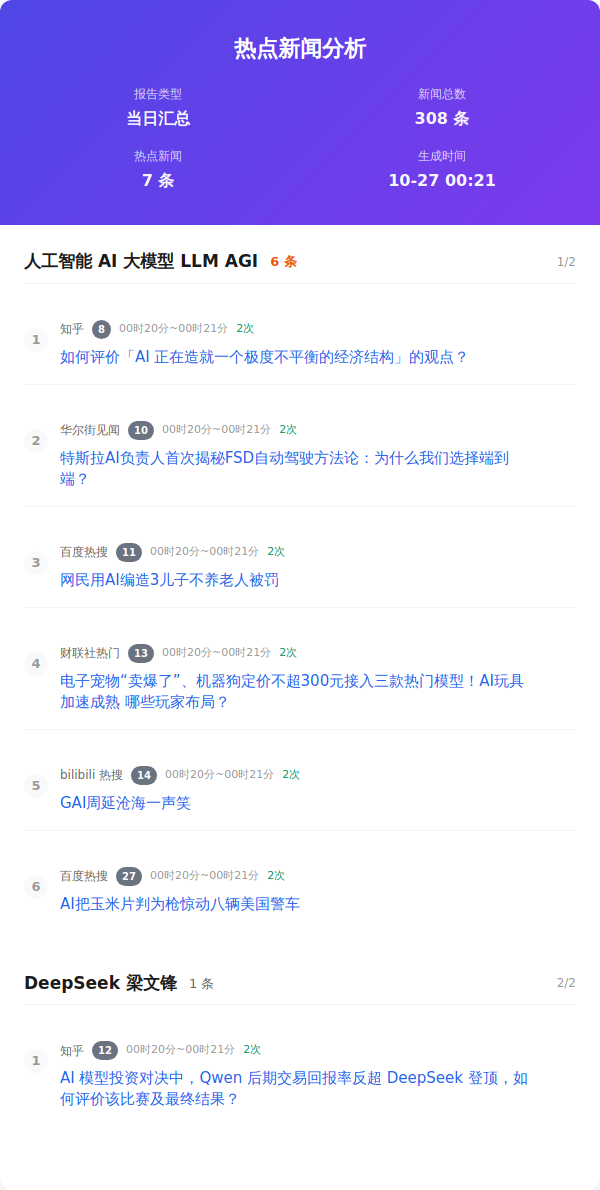 热点新闻分析
报告类型
新闻总数
当日汇总
308 条
热点新闻
生成时间
7 条
10-27 00:21
人工智能 AI 大模型 LLM AGI 6 条 1/2
1
知乎 8 00时20分~00时21分 2次
如何评价「AI 正在造就一个极度不平衡的经济结构」的观点？
2
华尔街见闻 10 00时20分~00时21分 2次
特斯拉AI负责人首次揭秘FSD自动驾驶方法论：为什么我们选择端到
端？
3
百度热搜 11 00时20分~00时21分 2次
网民用AI编造3儿子不养老人被罚
4
财联社热门 13 00时20分~00时21分 2次
电子宠物“卖爆了”、机器狗定价不超300元接入三款热门模型！AI玩具
加速成熟 哪些玩家布局？
5
bilibili 热搜 14 00时20分~00时21分 2次
GAI周延沧海一声笑
6
百度热搜 27 00时20分~00时21分 2次
AI把玉米片判为枪惊动八辆美国警车
DeepSeek 梁文锋 1 条 2/2
1
知乎 12 00时20分~00时21分 2次
AI 模型投资对决中，Qwen 后期交易回报率反超 DeepSeek 登顶，如
何评价该比赛及最终结果？